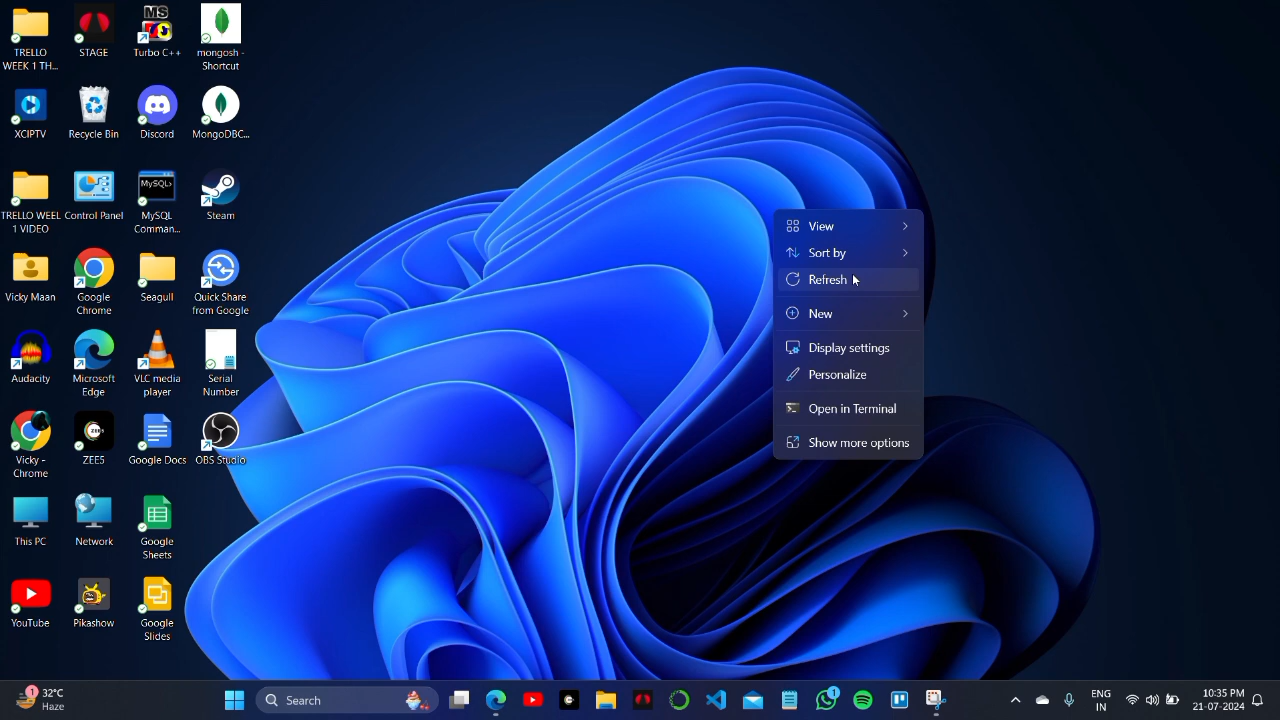 TRELLO
WEEK 1 TH...
STAGE
MS
Turbo C++
mongosh -
Shortcut
XCIPTV
Recycle Bin
Discord
MongoDBC...
TRELLO WEEL
1 VIDEO
Control Panel
MySQL
Comman...
Steam
Vicky Maan
Google
Chrome
Seagull
Quick Share
from Google
Audacity
Microsoft
Edge
VLC media
player
Serial
Number
Vicky -
Chrome
ZEE5
Google Docs
OBS Studio
This PC
Network
Google
Sheets
YouTube
Pikashow
Google
Slides
View
Sort by
Refresh
New
Display settings
Personalize
Open in Terminal
Show more options
1
32°C
Haze
Search
1
ENG
IN
10:35 PM
21-07-2024